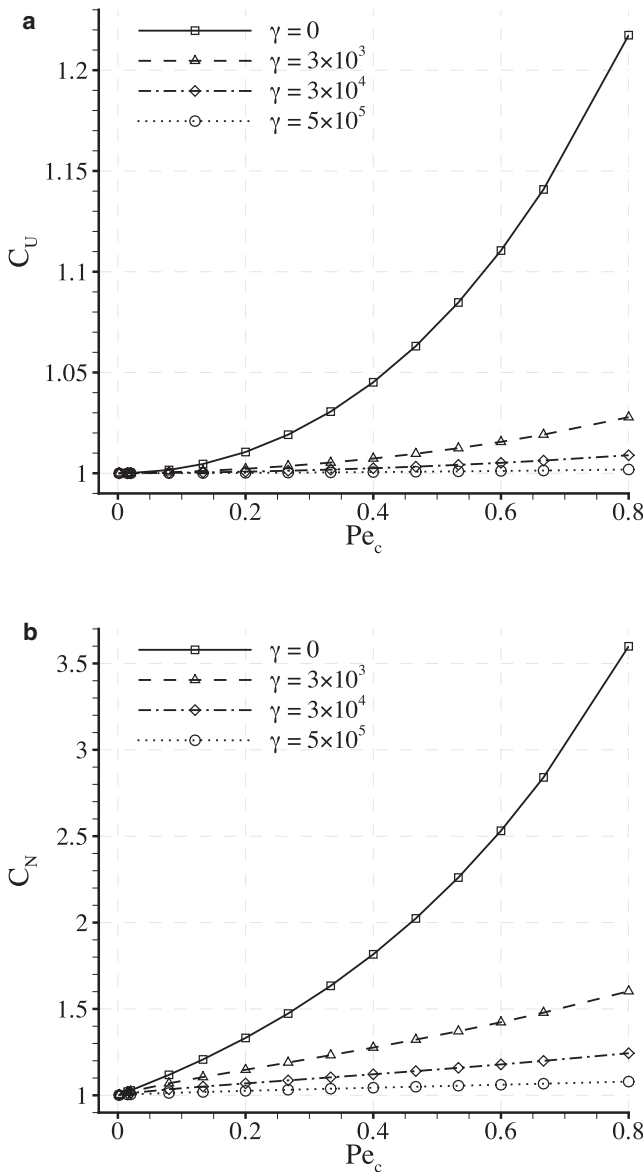 a
γ = 0
γ = 3×10³
γ = 3×10⁴
γ = 5×10⁵
1.2
1.15
1.1
1.05
1
C_U
0 0.2 0.4 0.6 0.8
Pe_c
b
γ = 0
γ = 3×10³
γ = 3×10⁴
γ = 5×10⁵
3.5
3
2.5
2
1.5
1
C_N
0 0.2 0.4 0.6 0.8
Pe_c